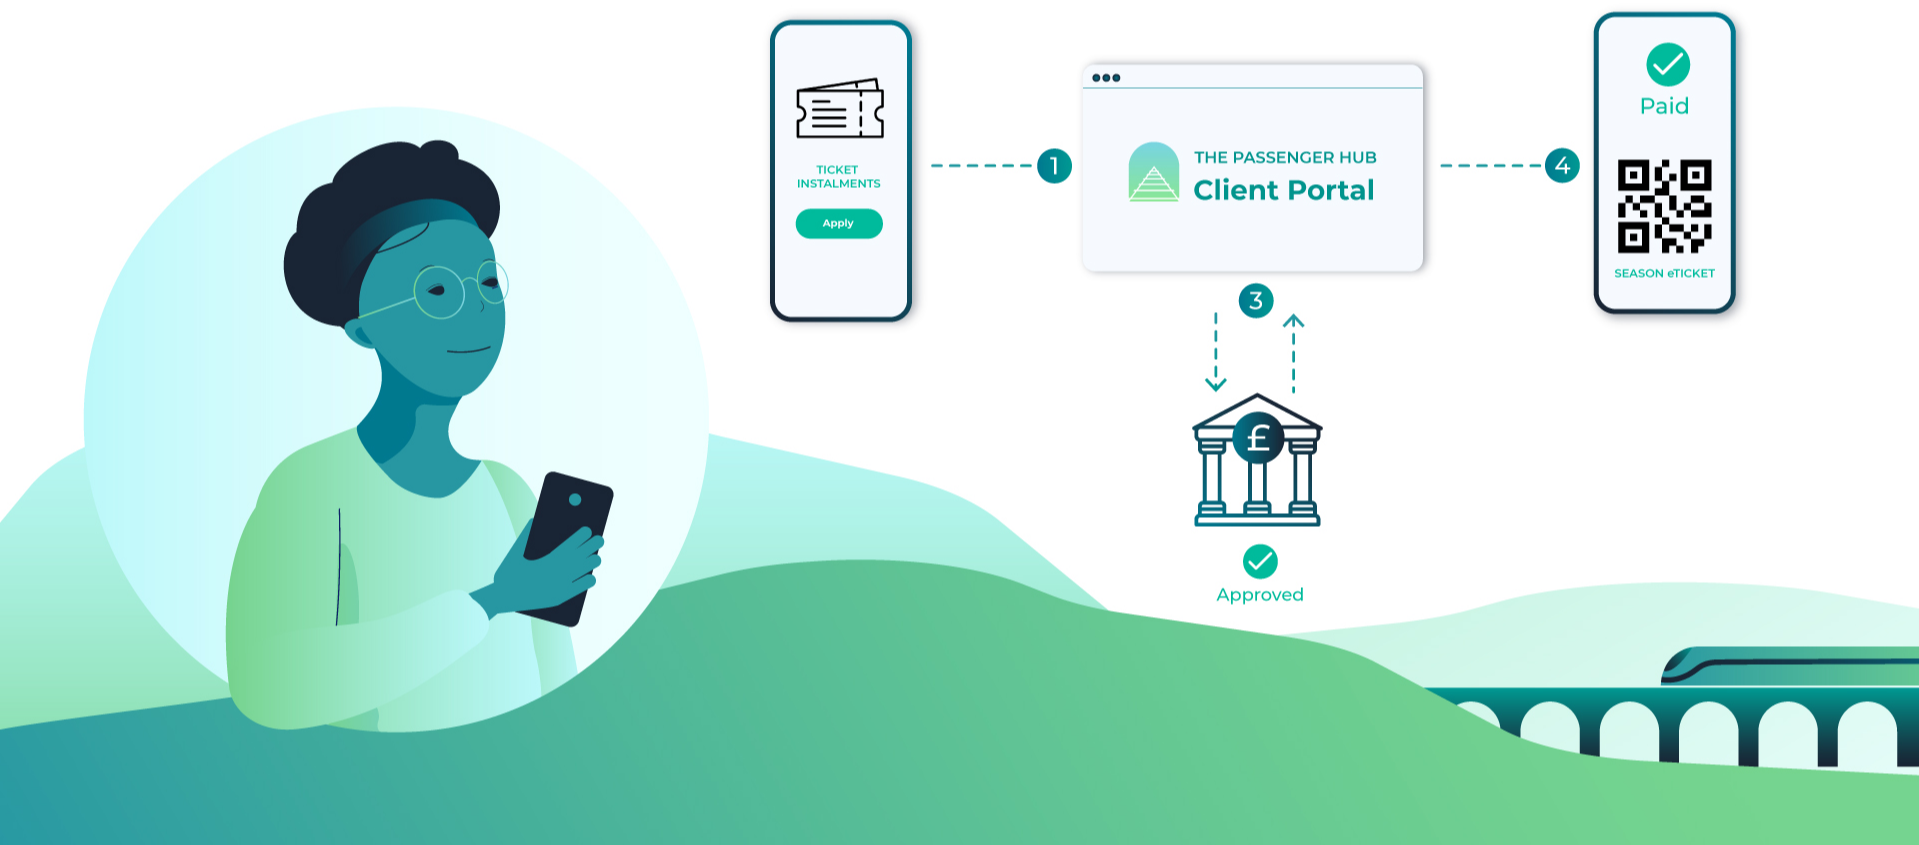 TICKET
INSTALMENTS
Apply
1
THE PASSENGER HUB
Client Portal
3
£
Approved
4
Paid
SEASON eTICKET